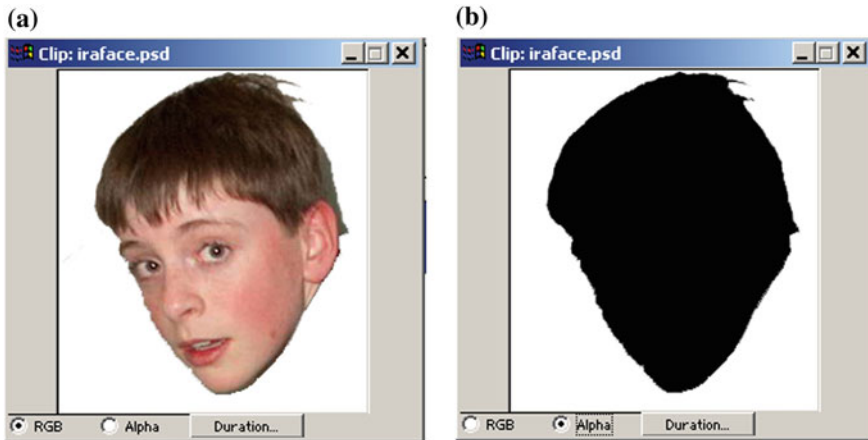 (a)
Clip: iraface.psd
RGB Alpha Duration...
(b)
Clip: iraface.psd
RGB Alpha Duration...